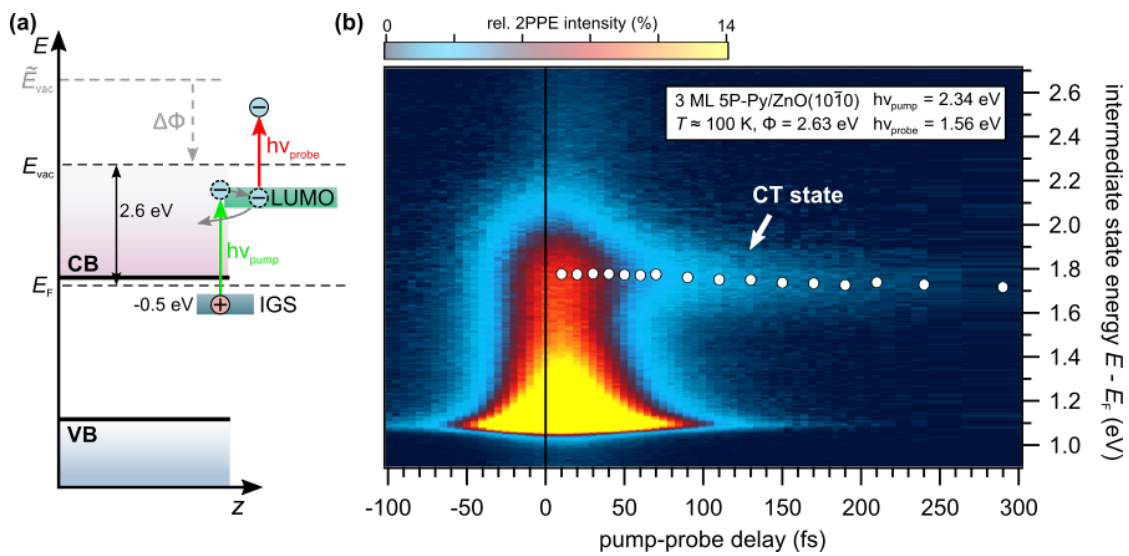 (a)
E
Ẽvac
ΔΦ
hνprobe
Evac
2.6 eV
LUMO
hνpump
CB
EF
-0.5 eV
IGS
VB
z
(b)
0 rel. 2PPE intensity (%) 14
3 ML 5P-Py/ZnO(101̅0) hνpump = 2.34 eV
T ≈ 100 K, Φ = 2.63 eV hνprobe = 1.56 eV
CT state
2.6
2.4
2.2
2.0
1.8
1.6
1.4
1.2
1.0
intermediate state energy E - EF (eV)
-100 -50 0 50 100 150 200 250 300
pump-probe delay (fs)